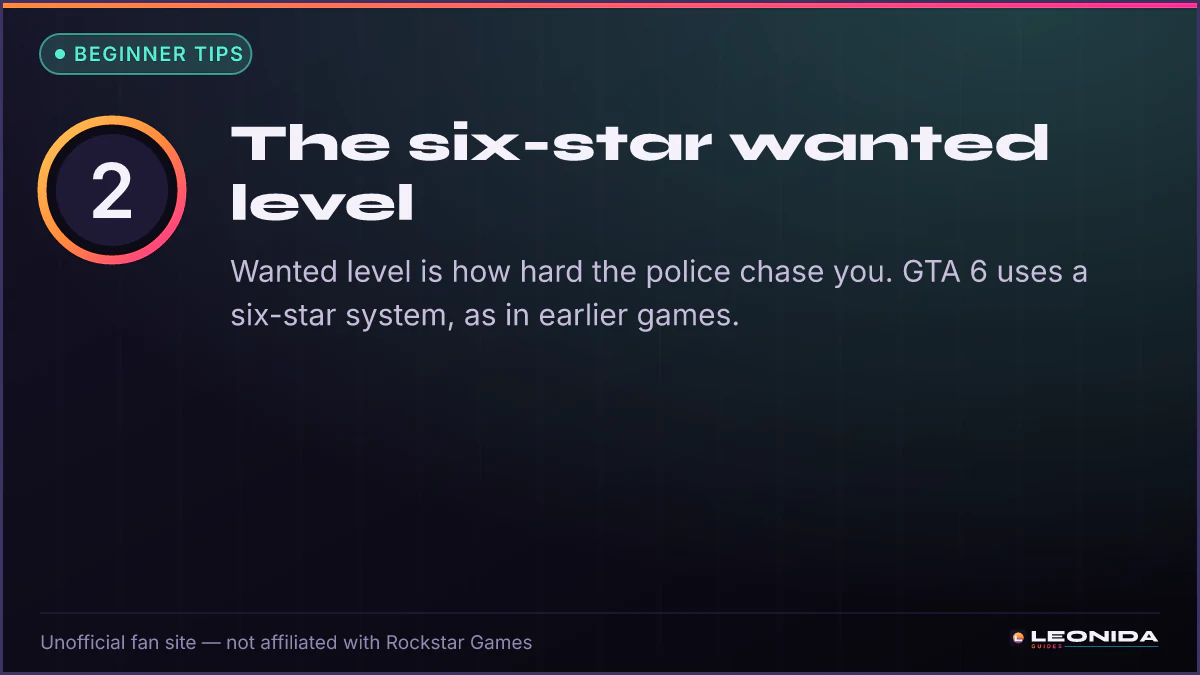 BEGINNER TIPS
2
The six-star wanted
level
Wanted level is how hard the police chase you. GTA 6 uses a
six-star system, as in earlier games.
Unofficial fan site — not affiliated with Rockstar Games
LEONIDA
GUIDES